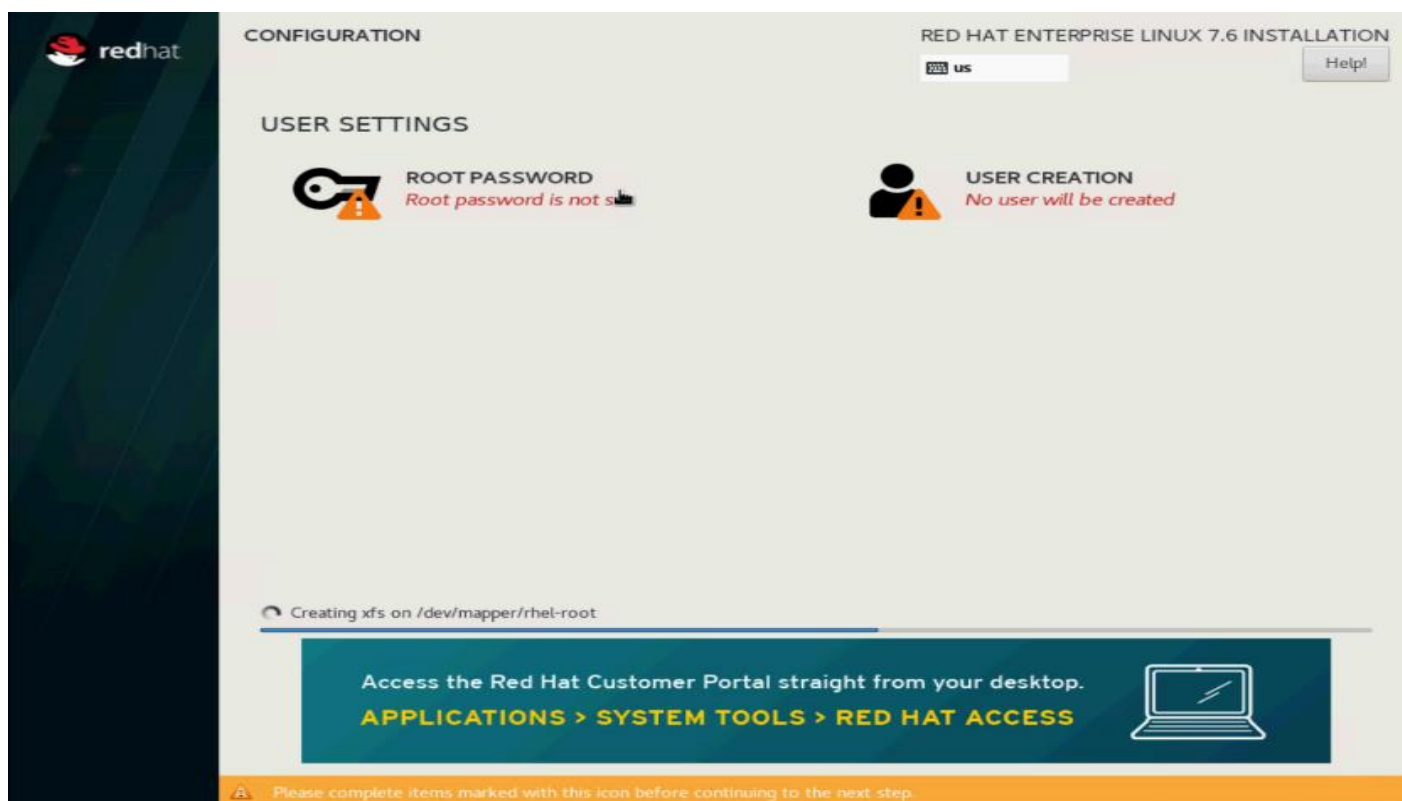 redhat
CONFIGURATION
RED HAT ENTERPRISE LINUX 7.6 INSTALLATION
us
Help!
USER SETTINGS
ROOT PASSWORD
Root password is not
USER CREATION
No user will be created
Creating xfs on /dev/mapper/rhel-root
Access the Red Hat Customer Portal straight from your desktop.
APPLICATIONS > SYSTEM TOOLS > RED HAT ACCESS
Please complete items marked with this icon before continuing to the next step.